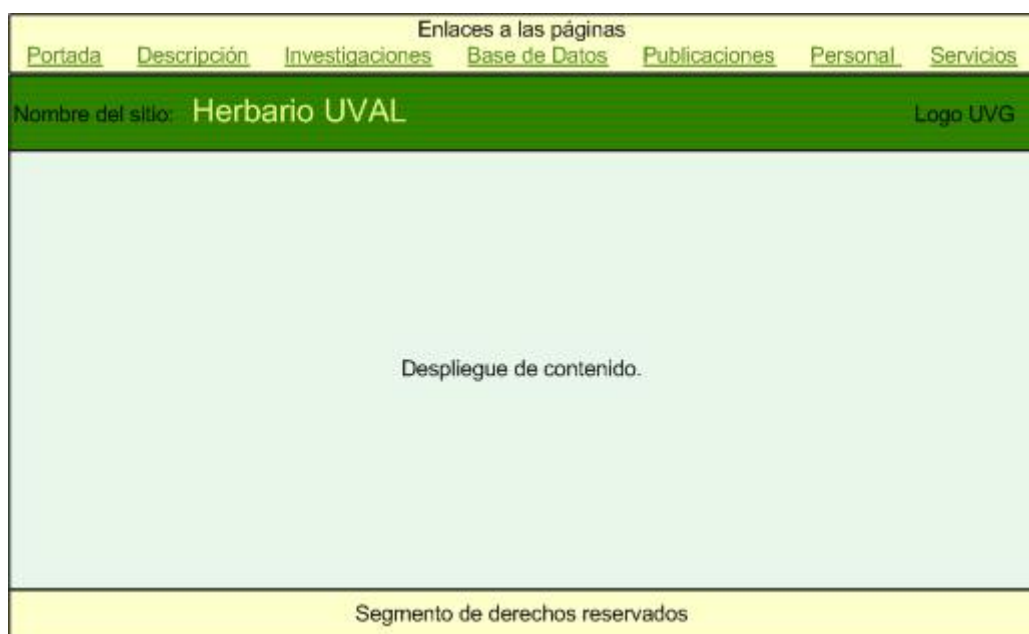 Enlaces a las páginas
Portada Descripción Investigaciones Base de Datos Publicaciones Personal Servicios
Nombre del sitio: Herbario UVAL Logo UVG
Despliegue de contenido.
Segmento de derechos reservados